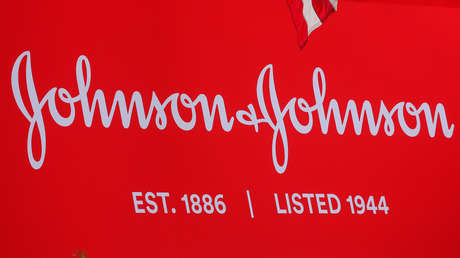 Johnson & Johnson
EST. 1886 | LISTED 1944